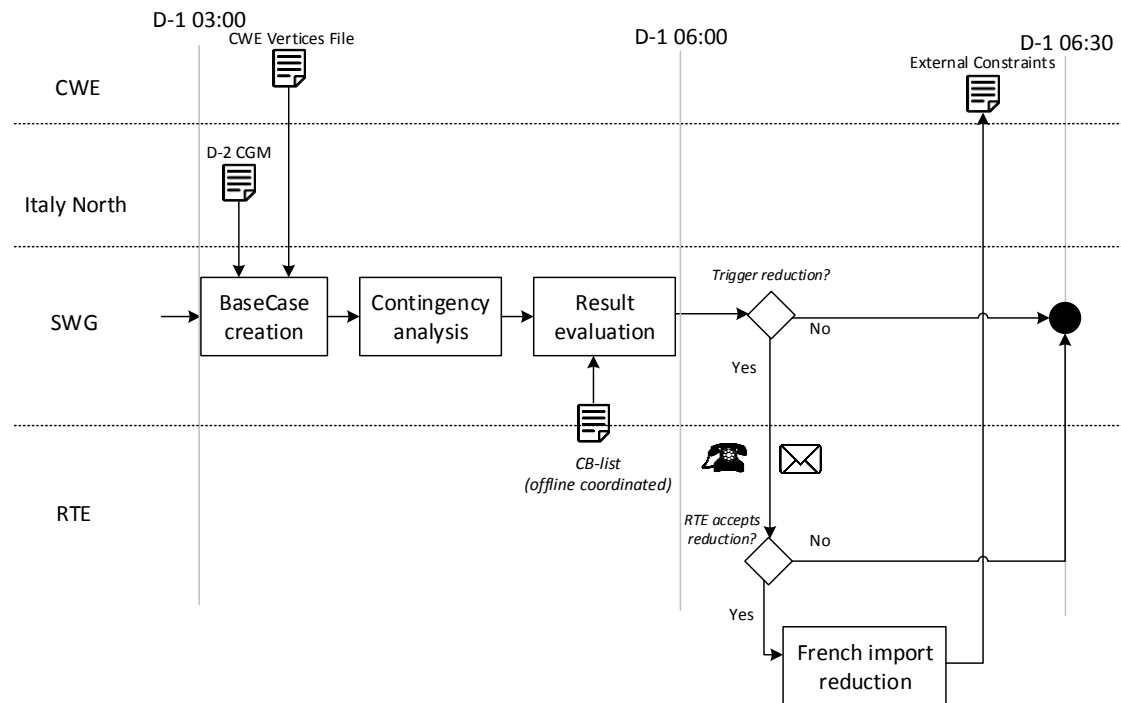 D-1 03:00
D-1 06:00
D-1 06:30
CWE Vertices File
External Constraints
CWE
D-2 CGM
Italy North
Trigger reduction?
BaseCase
creation
Contingency
analysis
Result
evaluation
SWG
No
Yes
CB-list
(offline coordinated)
RTE
RTE accepts
reduction?
No
Yes
French import
reduction